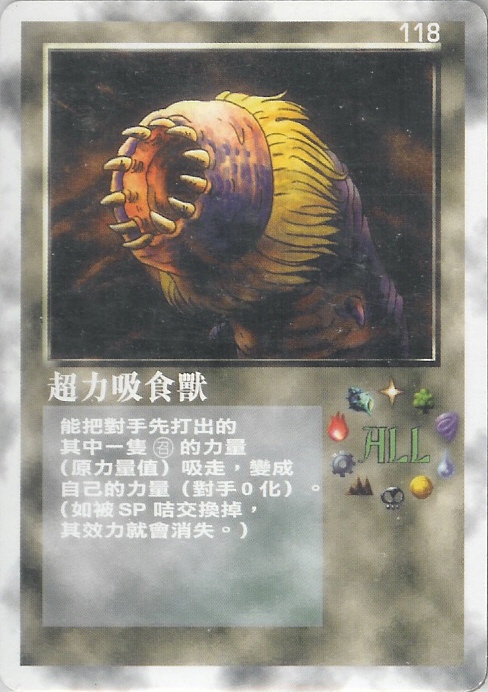 118
超力吸食獸
能把對手先打出的
其中一隻㊁的力量
(原力量值)吸走，變成
自己的力量(對手0化)。
(如被SP咭交換掉，
其效力就會消失。)
ALL